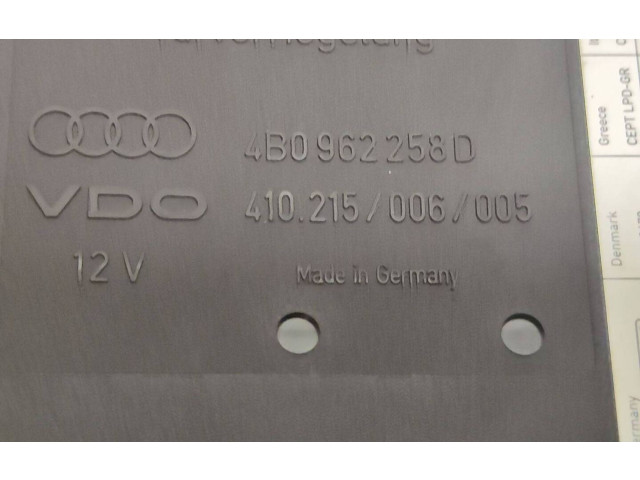 4B0 962 258 D
VDO
410.215/006/005
12 V
Made in Germany
Greece
CEPT LPD-GR
Denmark